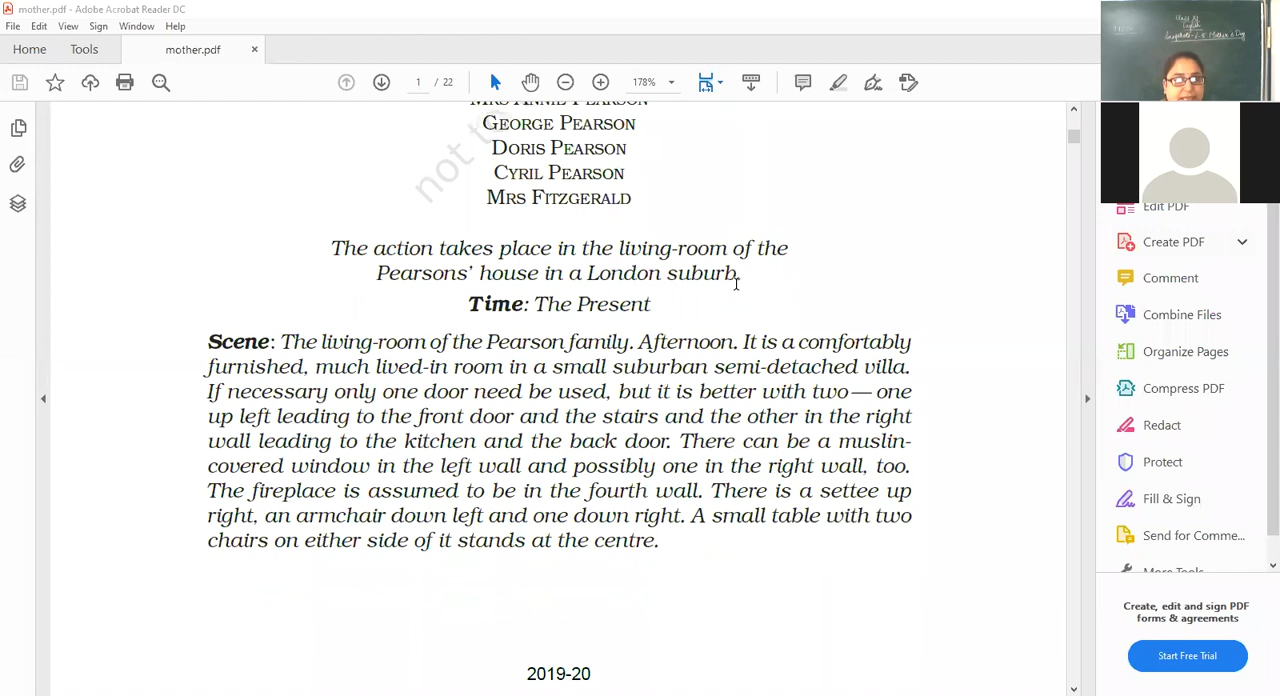 mother.pdf - Adobe Acrobat Reader DC
File Edit View Sign Window Help
Home Tools mother.pdf ×
1 / 22 178%
MRS ANNIE PEARSON
GEORGE PEARSON
DORIS PEARSON
CYRIL PEARSON
MRS FITZGERALD
not to
The action takes place in the living-room of the
Pearsons’ house in a London suburb.
Time: The Present
Scene: The living-room of the Pearson family. Afternoon. It is a comfortably
furnished, much lived-in room in a small suburban semi-detached villa.
If necessary only one door need be used, but it is better with two — one
up left leading to the front door and the stairs and the other in the right
wall leading to the kitchen and the back door. There can be a muslin-
covered window in the left wall and possibly one in the right wall, too.
The fireplace is assumed to be in the fourth wall. There is a settee up
right, an armchair down left and one down right. A small table with two
chairs on either side of it stands at the centre.
2019-20
English
Mother's Day
Edit PDF
Create PDF
Comment
Combine Files
Organize Pages
Compress PDF
Redact
Protect
Fill & Sign
Send for Comme...
More Tools
Create, edit and sign PDF
forms & agreements
Start Free Trial